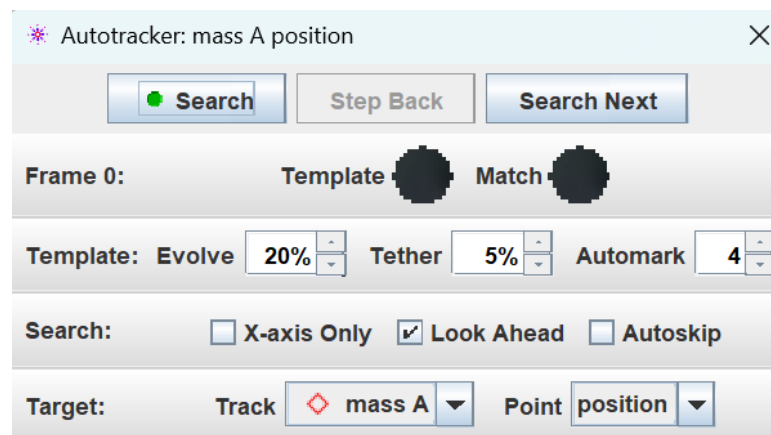 Autotracker: mass A position
Search Step Back Search Next
Frame 0: Template Match
Template: Evolve 20% Tether 5% Automark 4
Search: X-axis Only Look Ahead Autoskip
Target: Track mass A Point position